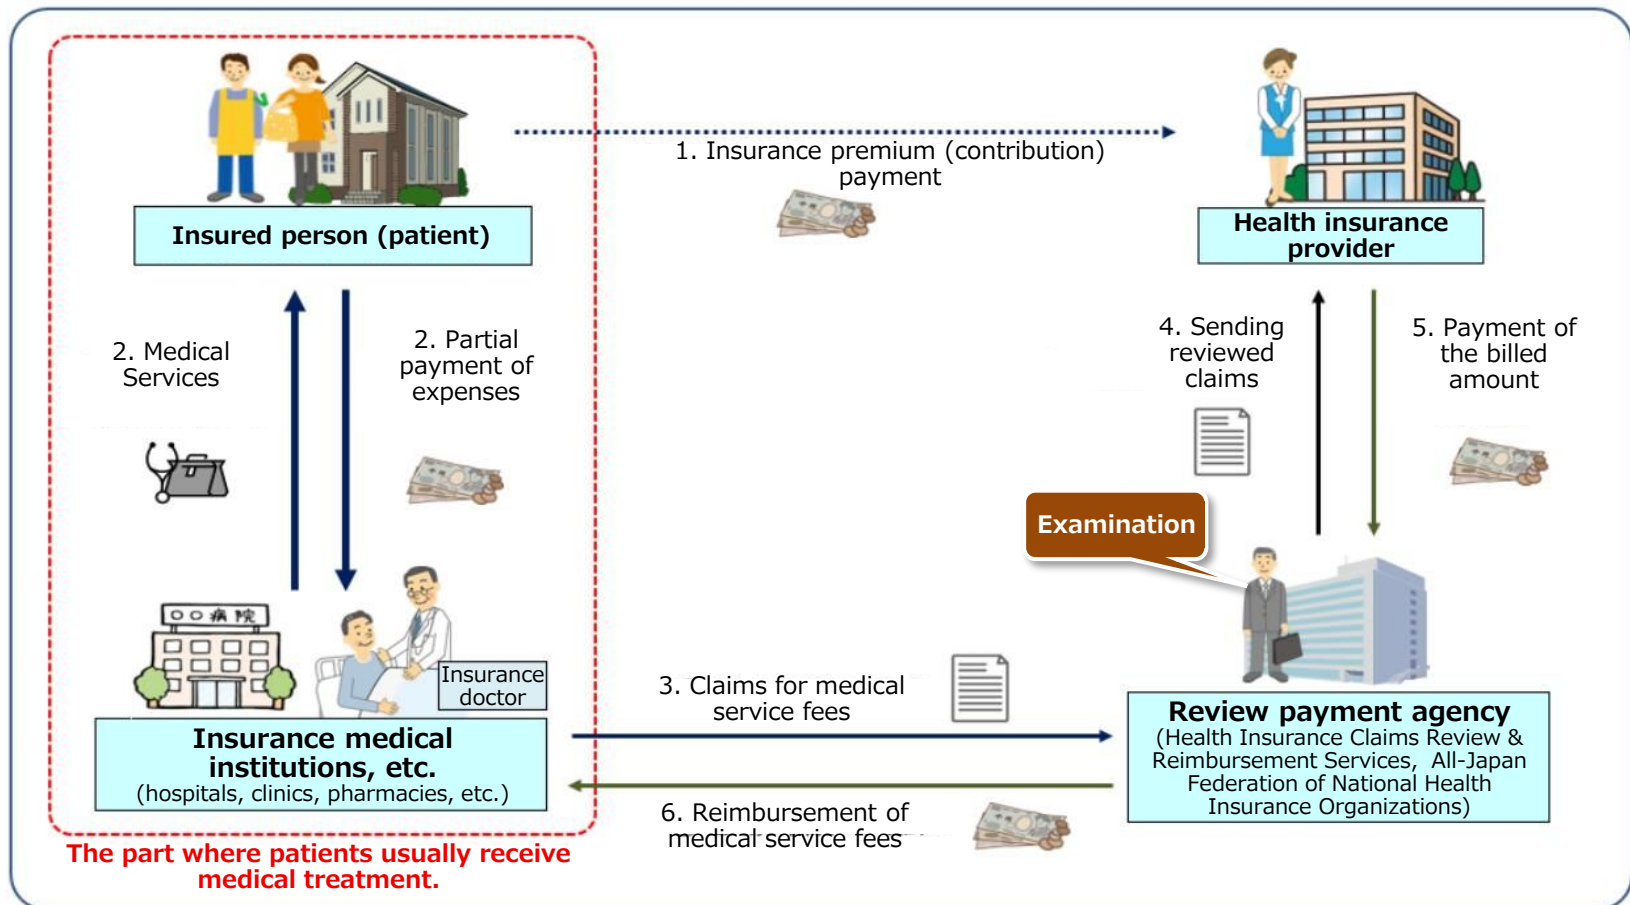 1. Insurance premium (contribution)
payment
Insured person (patient)
Health insurance
provider
2. Medical
Services
2. Partial
payment of
expenses
4. Sending
reviewed
claims
5. Payment of
the billed
amount
Examination
〇〇病院
Insurance
doctor
3. Claims for medical
service fees
Insurance medical
institutions, etc.
(hospitals, clinics, pharmacies, etc.)
Review payment agency
(Health Insurance Claims Review &
Reimbursement Services, All-Japan
Federation of National Health
Insurance Organizations)
6. Reimbursement of
medical service fees
The part where patients usually receive
medical treatment.